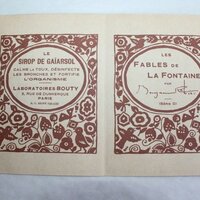 LE
SIROP DE GAÏARSOL
CALME LA TOUX, DÉSINFECTE
LES BRONCHES ET FORTIFIE
L'ORGANISME
LABORATOIRES BOUTY
3, RUE DE DUNKERQUE
PARIS
LES
FABLES DE
LA FONTAINE
PAR
(Série C)